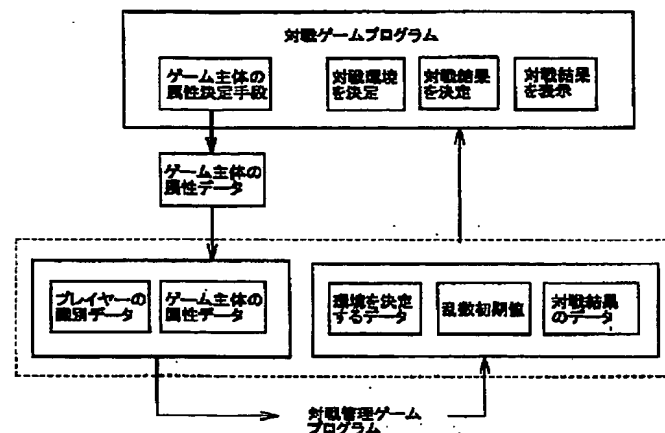 対戦ゲームプログラム
ゲーム主体の
属性決定手段
対戦環境
を決定
対戦結果
を決定
対戦結果
を表示
ゲーム主体の
属性データ
プレイヤーの
識別データ
ゲーム主体の
属性データ
環境を決定
するデータ
乱数初期値
対戦結果
のデータ
対戦管理ゲーム
プログラム